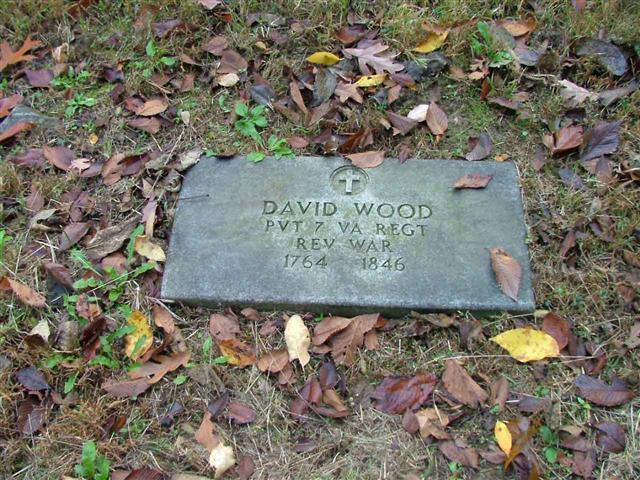 DAVID WOOD
PVT 7 VA REGT
REV WAR
1764 1846